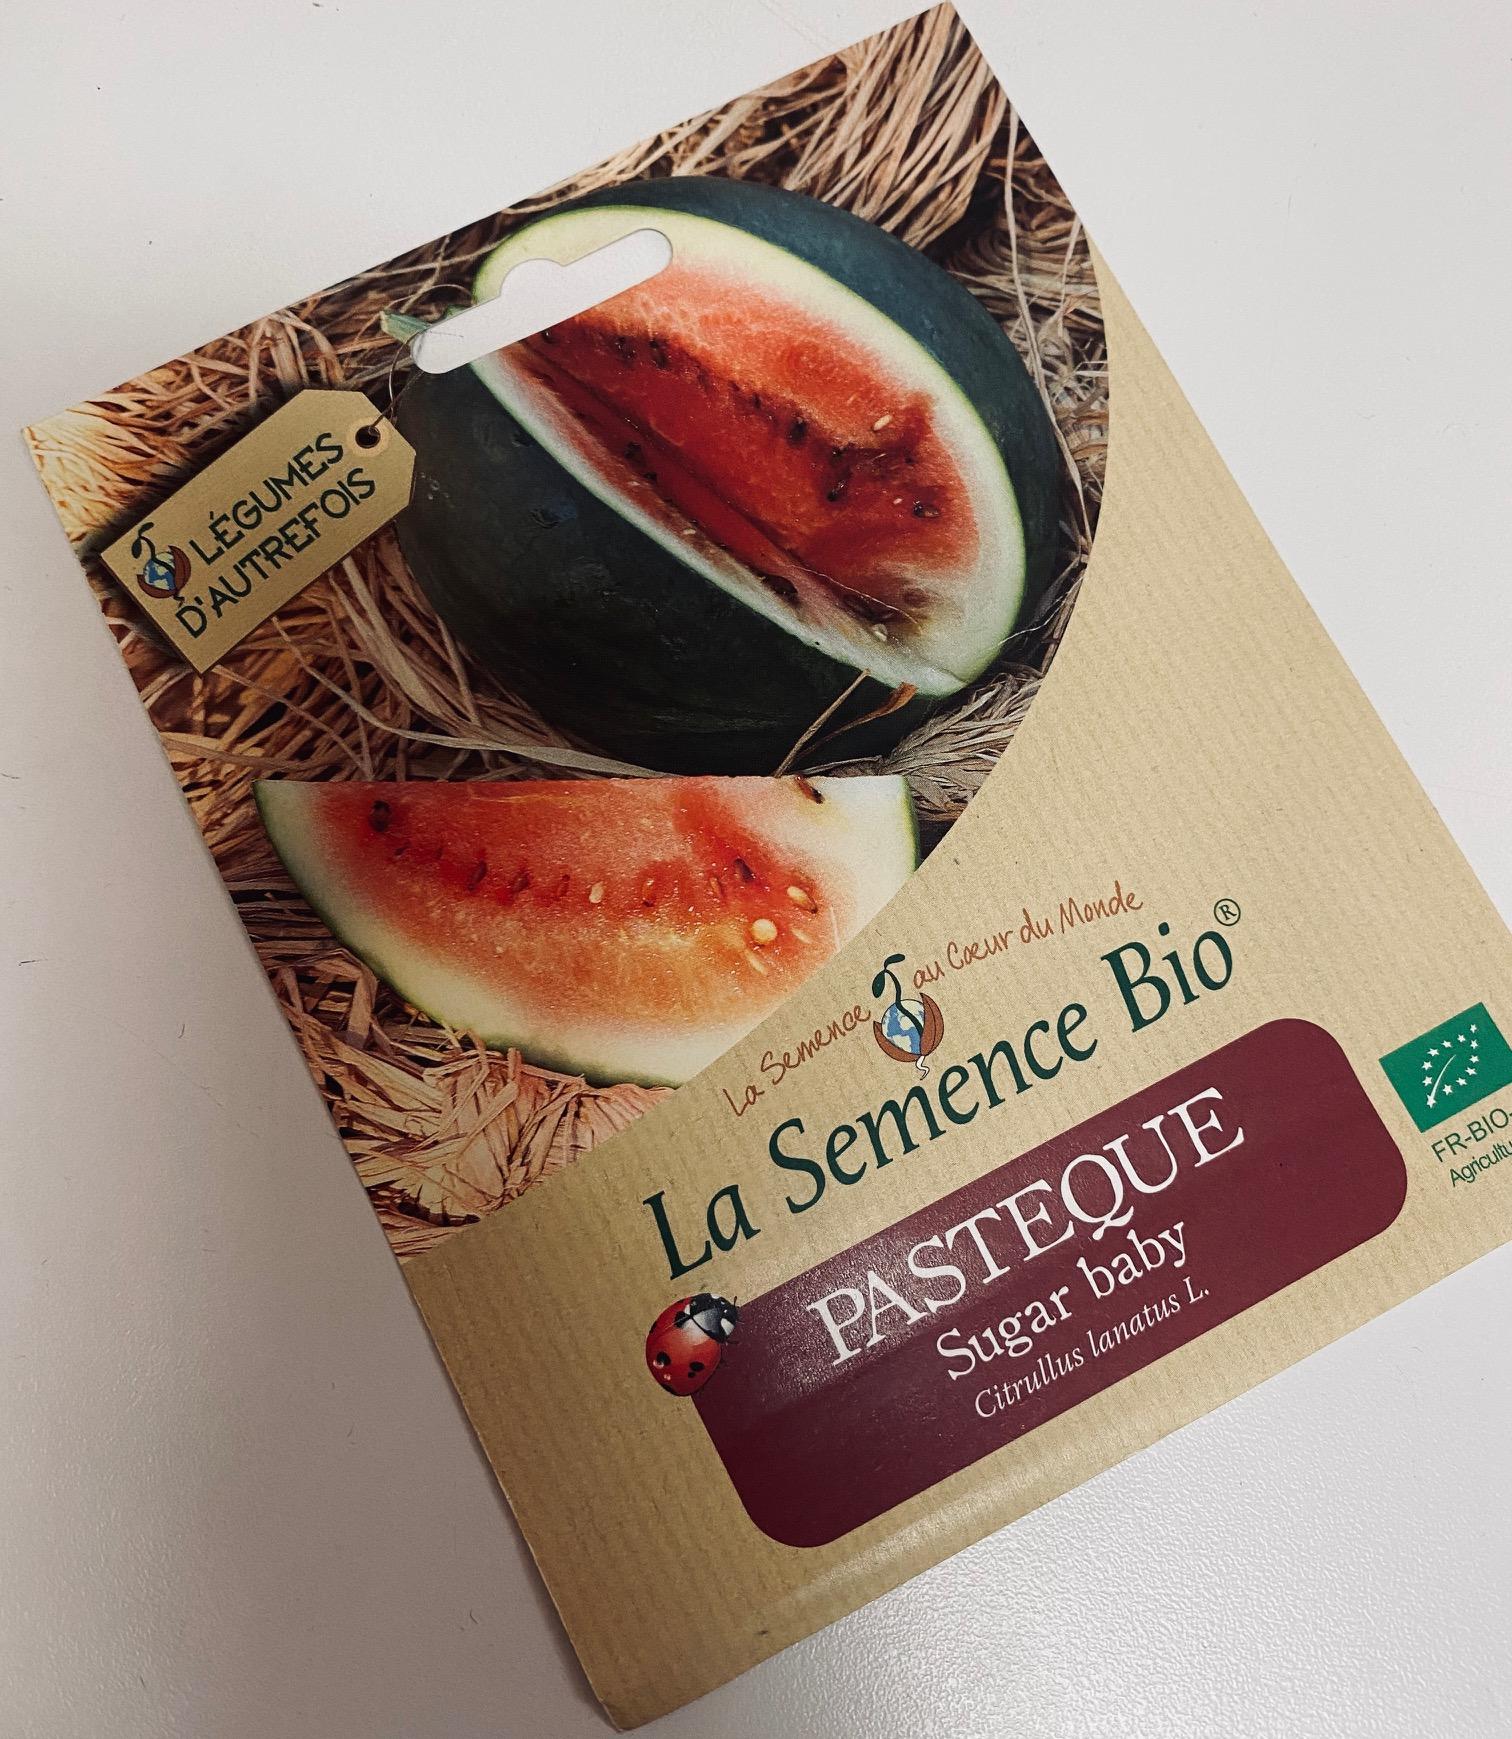 LÉGUMES
D'AUTREFOIS
La Semence au Cœur du Monde
La Semence Bio®
PASTEQUE
Sugar baby
Citrullus lanatus L.
FR-BIO-